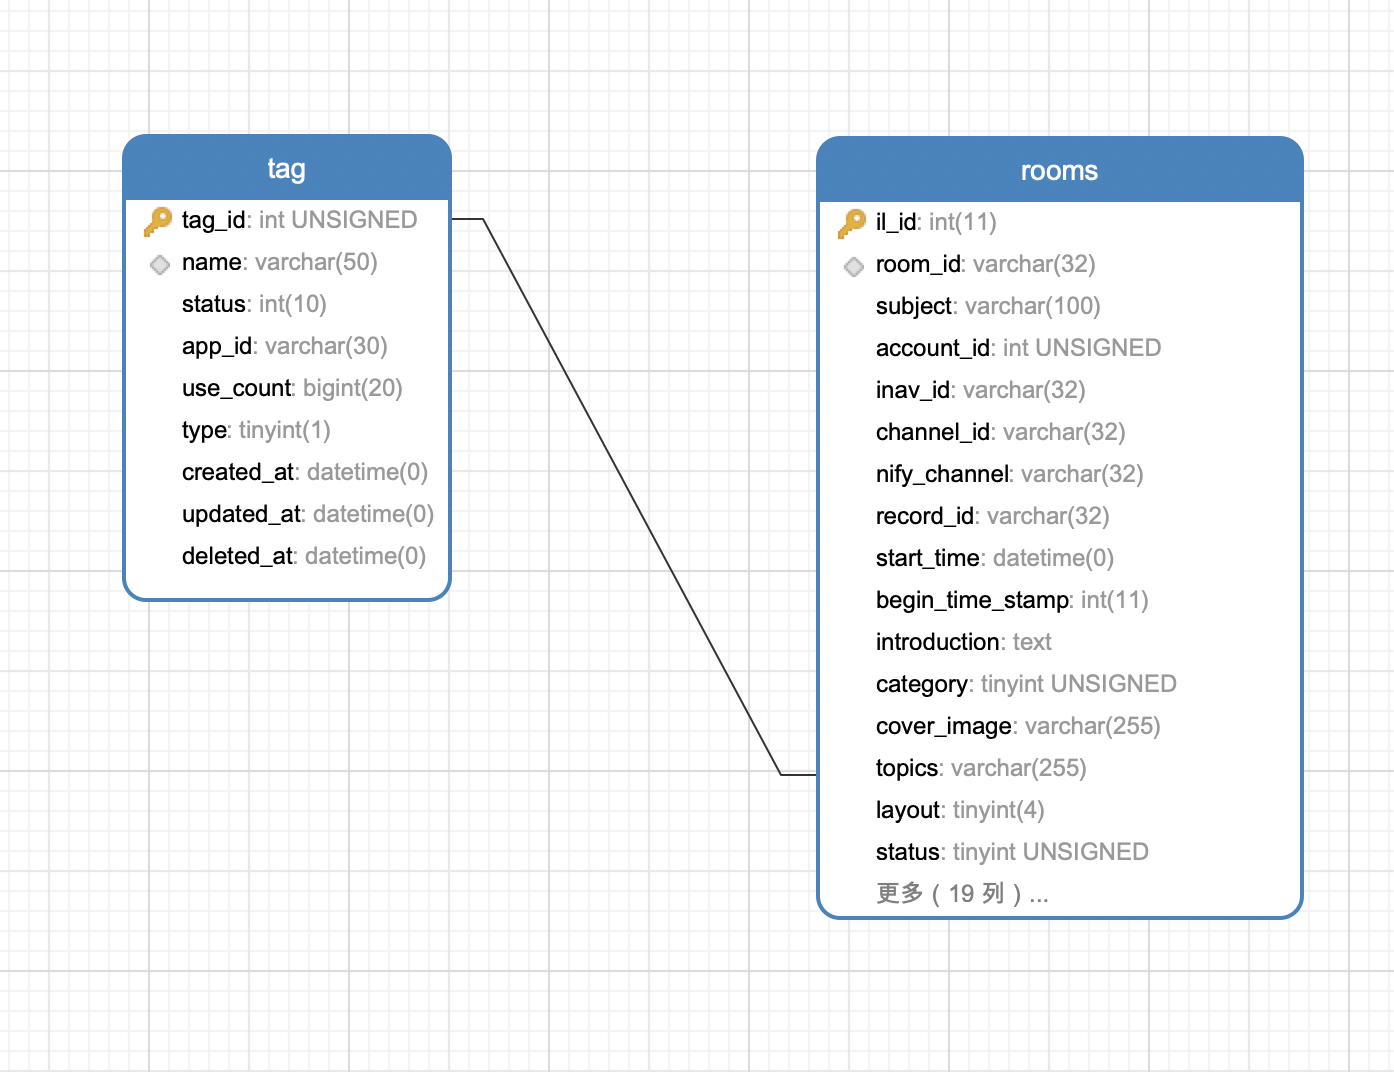 tag
tag_id: int UNSIGNED
name: varchar(50)
status: int(10)
app_id: varchar(30)
use_count: bigint(20)
type: tinyint(1)
created_at: datetime(0)
updated_at: datetime(0)
deleted_at: datetime(0)
rooms
il_id: int(11)
room_id: varchar(32)
subject: varchar(100)
account_id: int UNSIGNED
inav_id: varchar(32)
channel_id: varchar(32)
nify_channel: varchar(32)
record_id: varchar(32)
start_time: datetime(0)
begin_time_stamp: int(11)
introduction: text
category: tinyint UNSIGNED
cover_image: varchar(255)
topics: varchar(255)
layout: tinyint(4)
status: tinyint UNSIGNED
更多 ( 19 列 ) ...